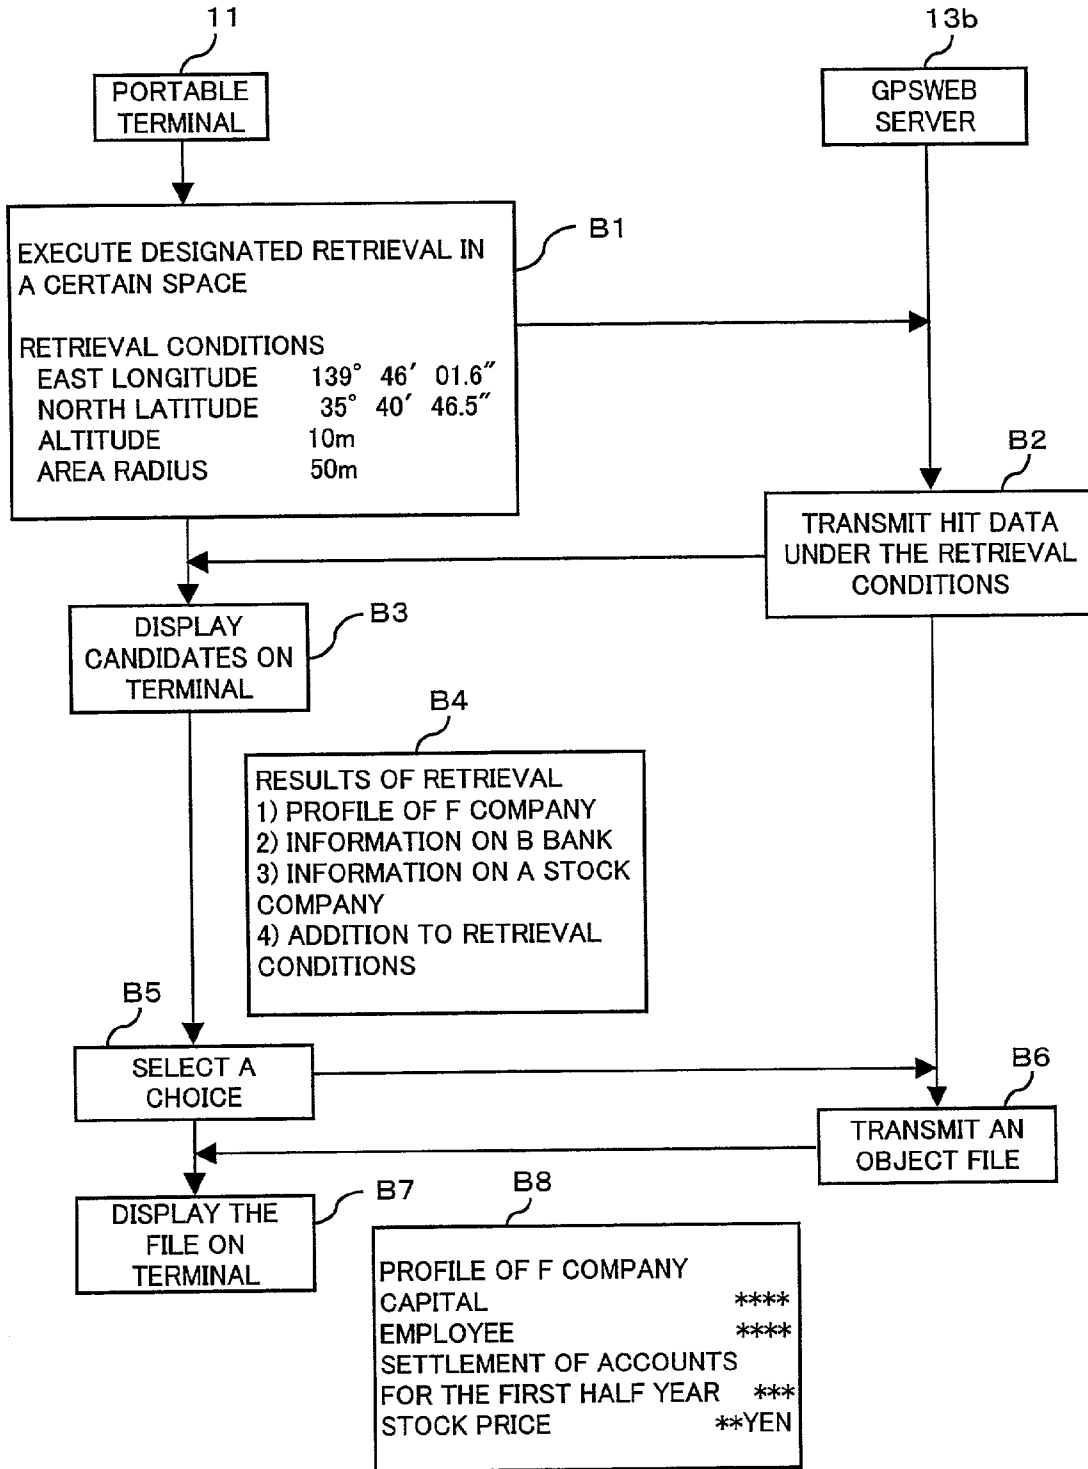 11
PORTABLE
TERMINAL
13b
GPSWEB
SERVER
B1
EXECUTE DESIGNATED RETRIEVAL IN
A CERTAIN SPACE
RETRIEVAL CONDITIONS
EAST LONGITUDE 139° 46′ 01.6″
NORTH LATITUDE 35° 40′ 46.5″
ALTITUDE 10m
AREA RADIUS 50m
B2
TRANSMIT HIT DATA
UNDER THE RETRIEVAL
CONDITIONS
B3
DISPLAY
CANDIDATES ON
TERMINAL
B4
RESULTS OF RETRIEVAL
1) PROFILE OF F COMPANY
2) INFORMATION ON B BANK
3) INFORMATION ON A STOCK
COMPANY
4) ADDITION TO RETRIEVAL
CONDITIONS
B5
SELECT A
CHOICE
B6
TRANSMIT AN
OBJECT FILE
B7
DISPLAY THE
FILE ON
TERMINAL
B8
PROFILE OF F COMPANY
CAPITAL ****
EMPLOYEE ****
SETTLEMENT OF ACCOUNTS
FOR THE FIRST HALF YEAR ***
STOCK PRICE **YEN